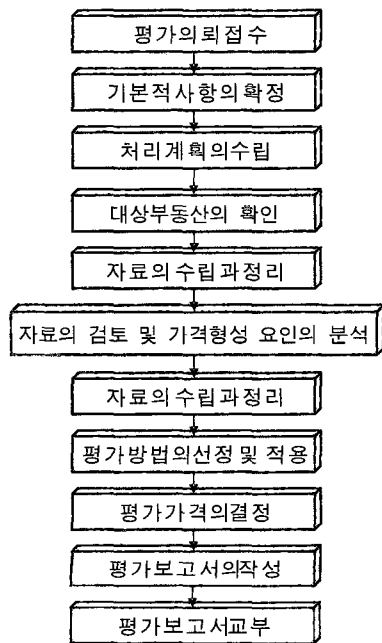 평가의뢰접수
기본적사항의확정
처리계획의수립
대상부동산의 확인
자료의수립과정리
자료의 검토 및 가격형성 요인의 분석
자료의수립과정리
평가방법의선정 및 적용
평가가격의결정
평가보고서의작성
평가보고서교부